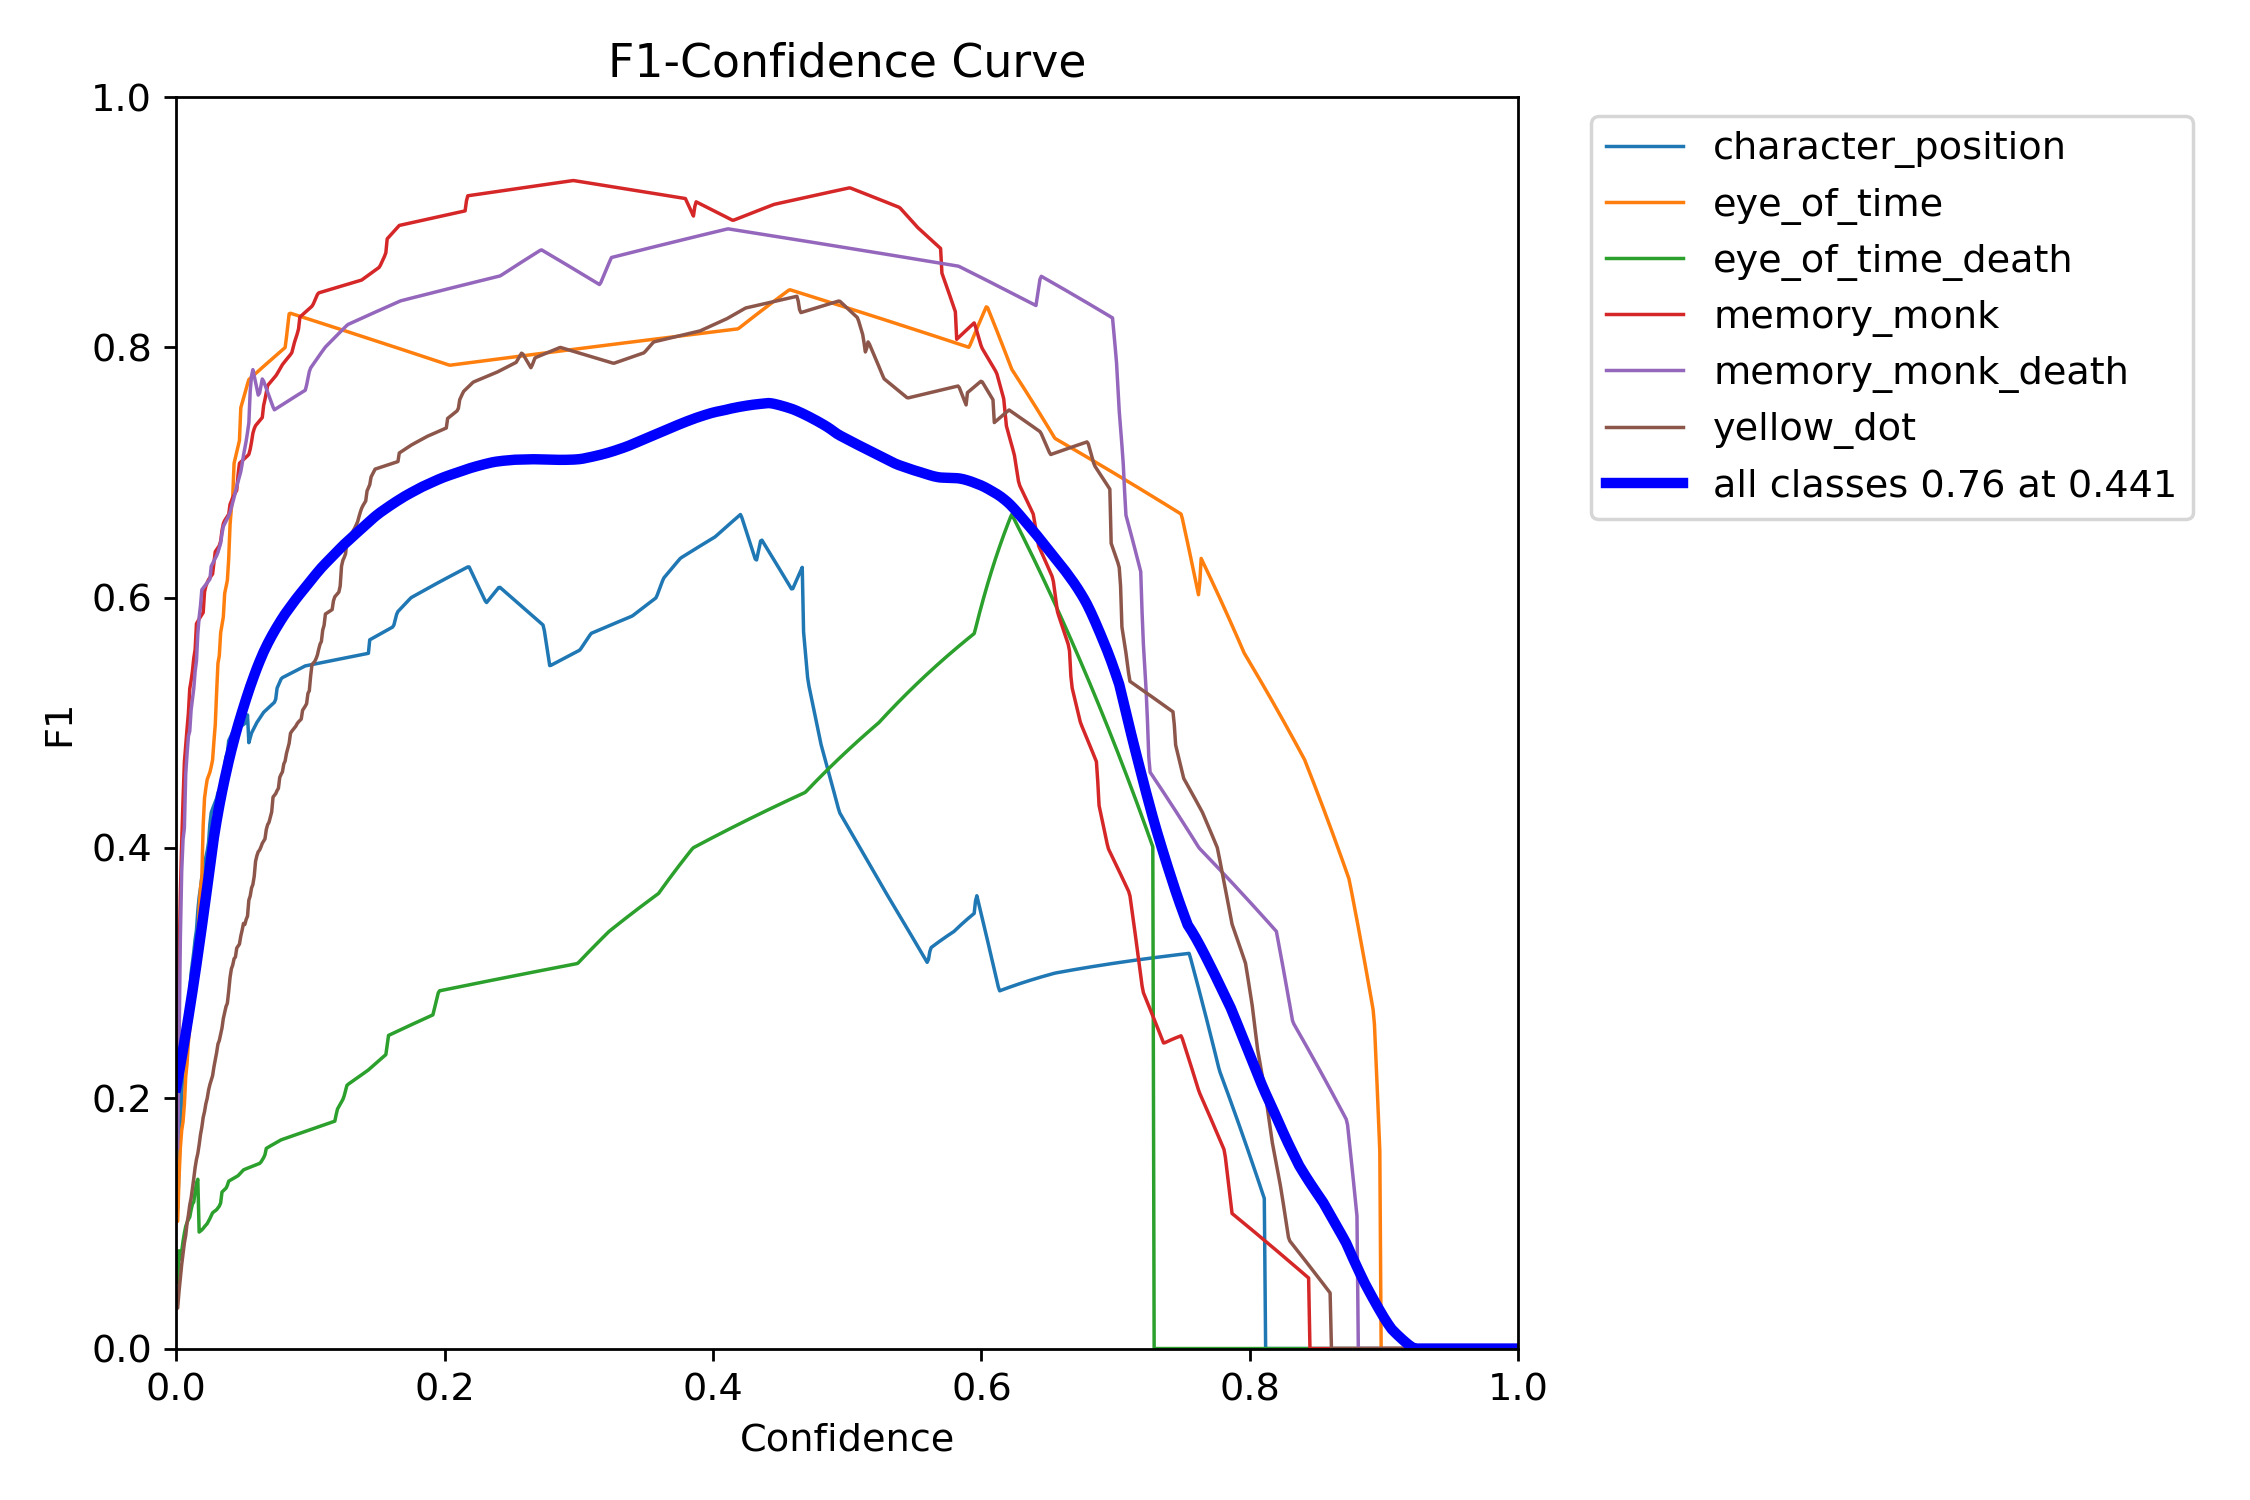 F1-Confidence Curve
1.0
0.8
0.6
0.4
0.2
0.0
F1
0.0 0.2 0.4 0.6 0.8 1.0
Confidence
character_position
eye_of_time
eye_of_time_death
memory_monk
memory_monk_death
yellow_dot
all classes 0.76 at 0.441